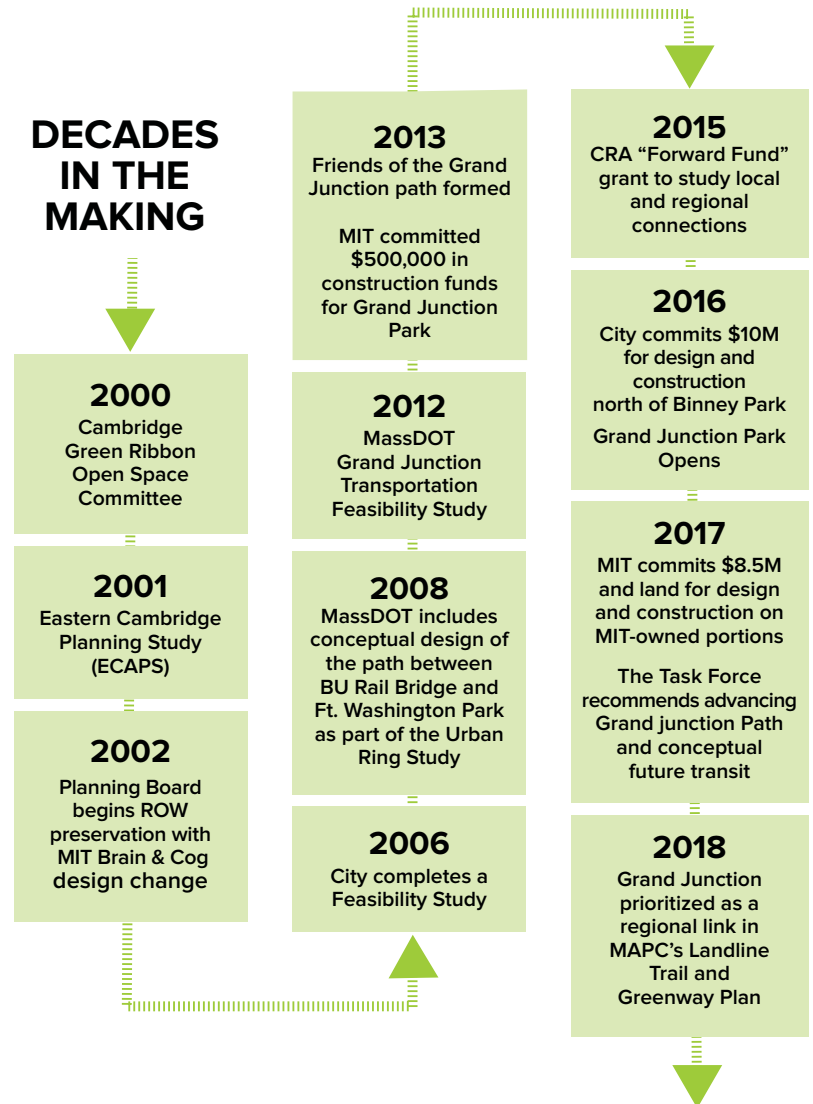 DECADES
IN THE
MAKING
2000
Cambridge
Green Ribbon
Open Space
Committee
2001
Eastern Cambridge
Planning Study
(ECAPS)
2002
Planning Board
begins ROW
preservation with
MIT Brain & Cog
design change
2006
City completes a
Feasibility Study
2008
MassDOT includes
conceptual design of
the path between
BU Rail Bridge and
Ft. Washington Park
as part of the Urban
Ring Study
2012
MassDOT
Grand Junction
Transportation
Feasibility Study
2013
Friends of the Grand
Junction path formed
MIT committed
$500,000 in
construction funds
for Grand Junction
Park
2015
CRA “Forward Fund”
grant to study local
and regional
connections
2016
City commits $10M
for design and
construction
north of Binney Park
Grand Junction Park
Opens
2017
MIT commits $8.5M
and land for design
and construction on
MIT-owned portions
The Task Force
recommends advancing
Grand junction Path
and conceptual
future transit
2018
Grand Junction
prioritized as a
regional link in
MAPC’s Landline
Trail and
Greenway Plan